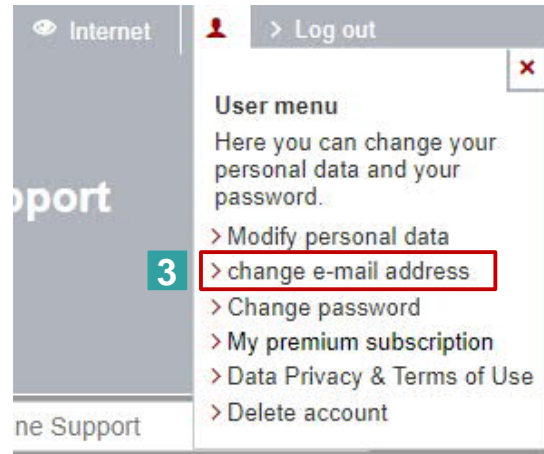 Internet
> Log out
×
User menu
Here you can change your
personal data and your
password.
pport
> Modify personal data
3
> change e-mail address
> Change password
> My premium subscription
> Data Privacy & Terms of Use
> Delete account
ne Support